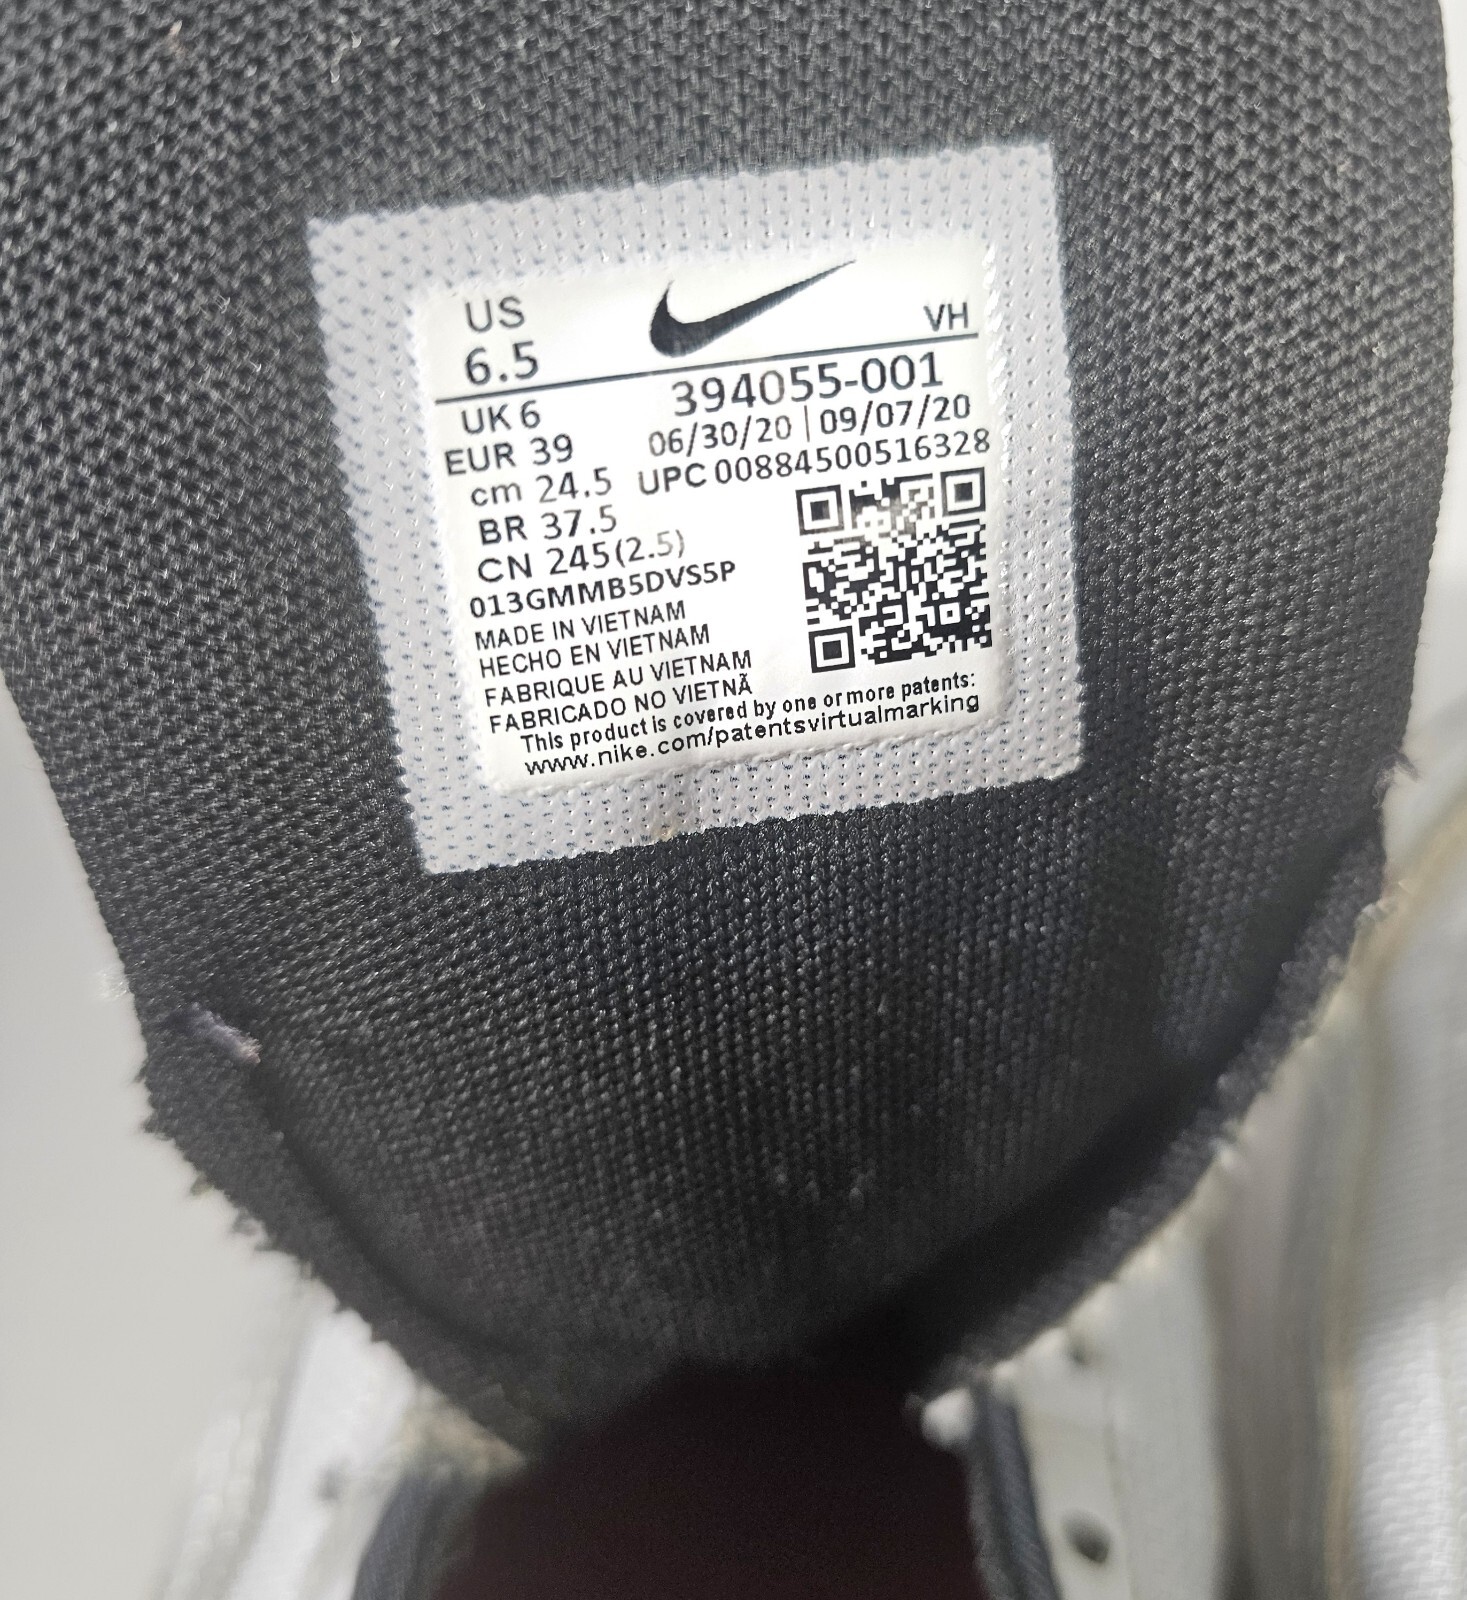 US
6.5
VH
394055-001
06/30/20 | 09/07/20
UPC 00884500516328
UK 6
EUR 39
cm 24.5
BR 37.5
CN 245(2.5)
013GMMB5DVS5P
MADE IN VIETNAM
HECHO EN VIETNAM
FABRIQUE AU VIETNAM
FABRICADO NO VIETNÃ
This product is covered by one or more patents:
www.nike.com/patentsvirtualmarking